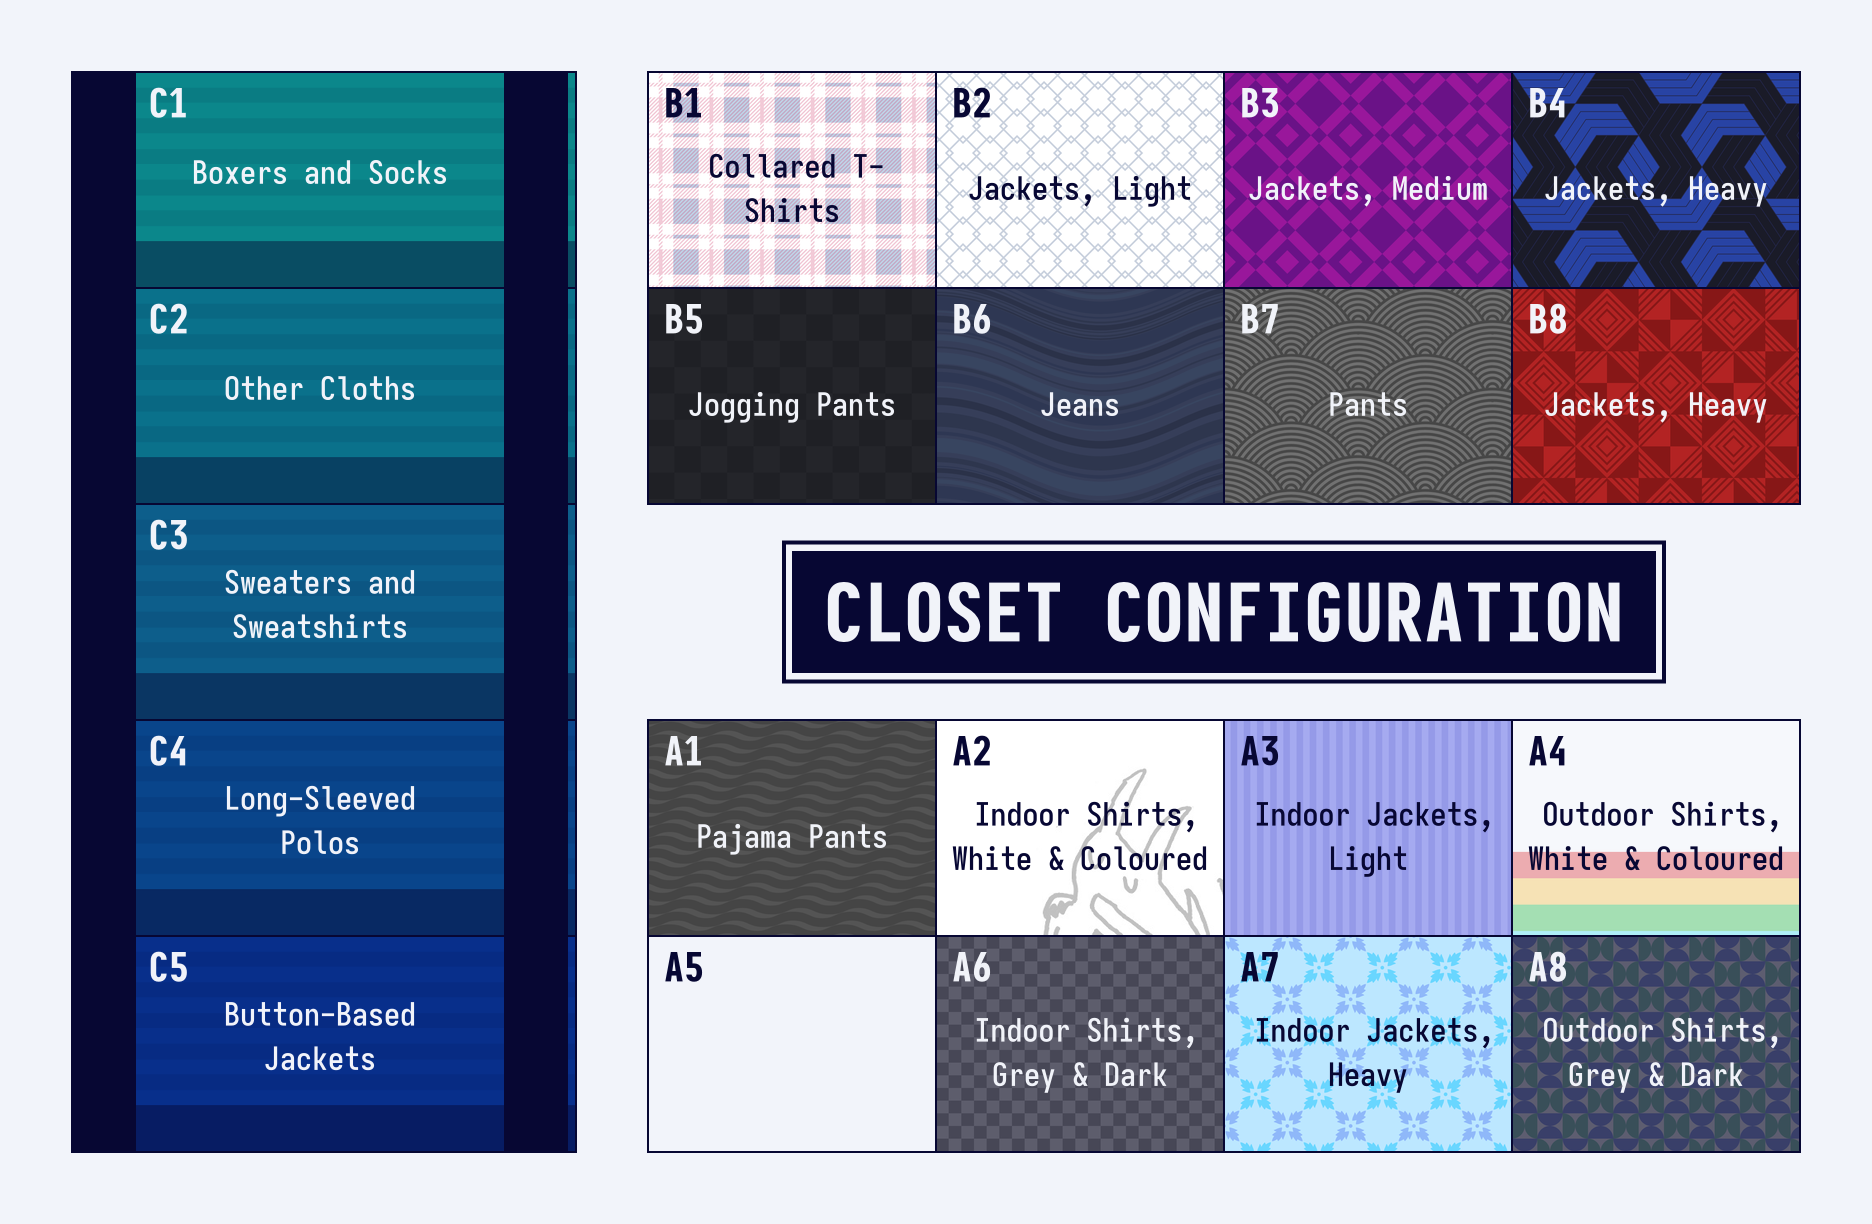 C1
Boxers and Socks
C2
Other Cloths
C3
Sweaters and
Sweatshirts
C4
Long-Sleeved
Polos
C5
Button-Based
Jackets
B1
Collared T-
Shirts
B2
Jackets, Light
B3
Jackets, Medium
B4
Jackets, Heavy
B5
Jogging Pants
B6
Jeans
B7
Pants
B8
Jackets, Heavy
CLOSET CONFIGURATION
A1
Pajama Pants
A2
Indoor Shirts,
White & Coloured
A3
Indoor Jackets,
Light
A4
Outdoor Shirts,
White & Coloured
A5
A6
Indoor Shirts,
Grey & Dark
A7
Indoor Jackets,
Heavy
A8
Outdoor Shirts,
Grey & Dark